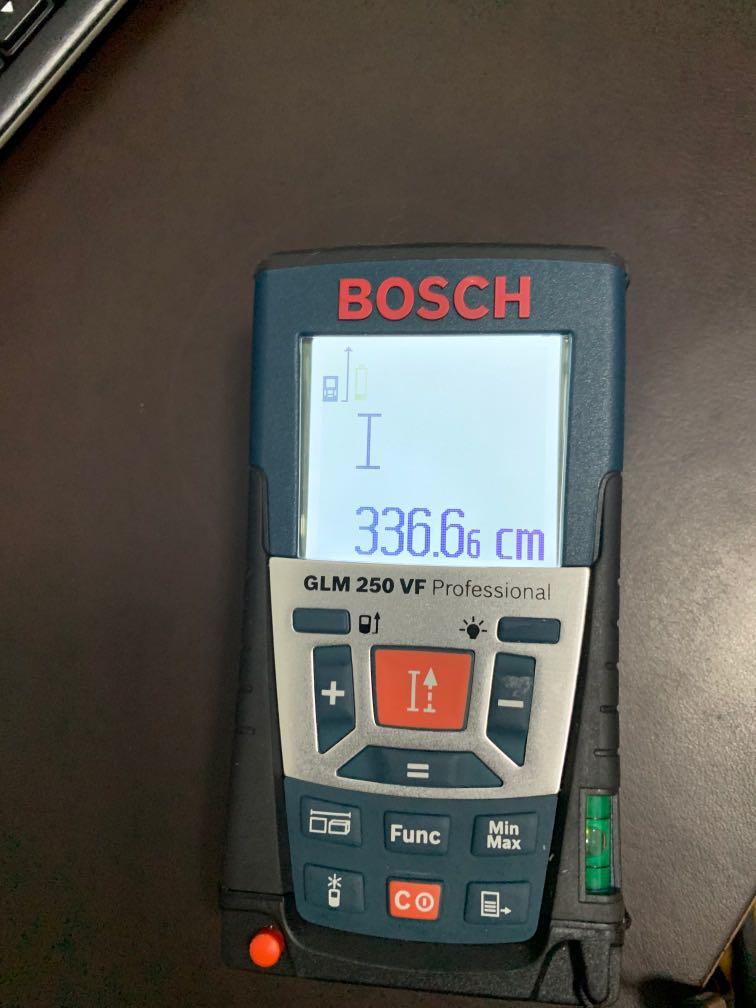 BOSCH
336.66 cm
GLM 250 VF Professional
+
−
=
Func
Min
Max
C